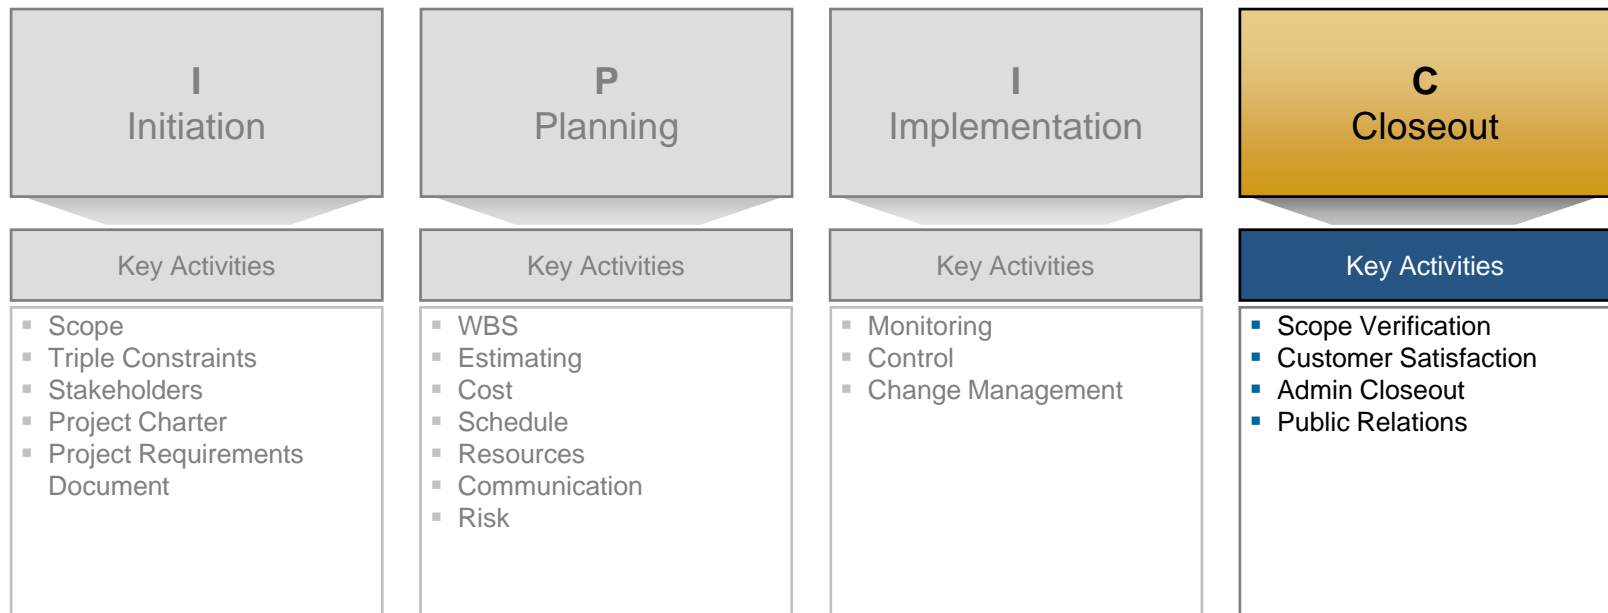 I
Initiation
Key Activities
Scope
Triple Constraints
Stakeholders
Project Charter
Project Requirements
Document
P
Planning
Key Activities
WBS
Estimating
Cost
Schedule
Resources
Communication
Risk
I
Implementation
Key Activities
Monitoring
Control
Change Management
C
Closeout
Key Activities
Scope Verification
Customer Satisfaction
Admin Closeout
Public Relations